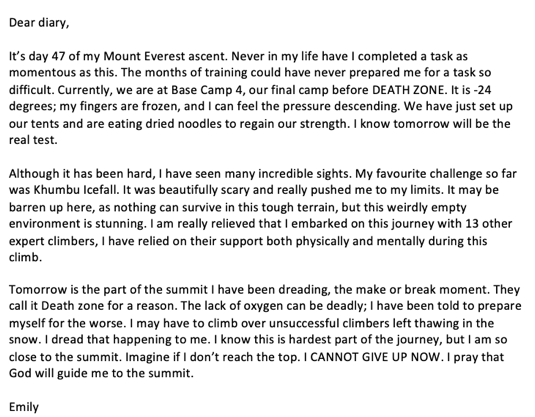 Dear diary,
It's day 47 of my Mount Everest ascent. Never in my life have I completed a task as
momentous as this. The months of training could have never prepared me for a task so
difficult. Currently, we are at Base Camp 4, our final camp before DEATH ZONE. It is -24
degrees; my fingers are frozen, and I can feel the pressure descending. We have just set up
our tents and are eating dried noodles to regain our strength. I know tomorrow will be the
real test.
Although it has been hard, I have seen many incredible sights. My favourite challenge so far
was Khumbu Icefall. It was beautifully scary and really pushed me to my limits. It may be
barren up here, as nothing can survive in this tough terrain, but this weirdly empty
environment is stunning. I am really relieved that I embarked on this journey with 13 other
expert climbers, I have relied on their support both physically and mentally during this
climb.
Tomorrow is the part of the summit I have been dreading, the make or break moment. They
call it Death zone for a reason. The lack of oxygen can be deadly; I have been told to prepare
myself for the worse. I may have to climb over unsuccessful climbers left thawing in the
snow. I dread that happening to me. I know this is hardest part of the journey, but I am so
close to the summit. Imagine if I don't reach the top. I CANNOT GIVE UP NOW. I pray that
God will guide me to the summit.
Emily